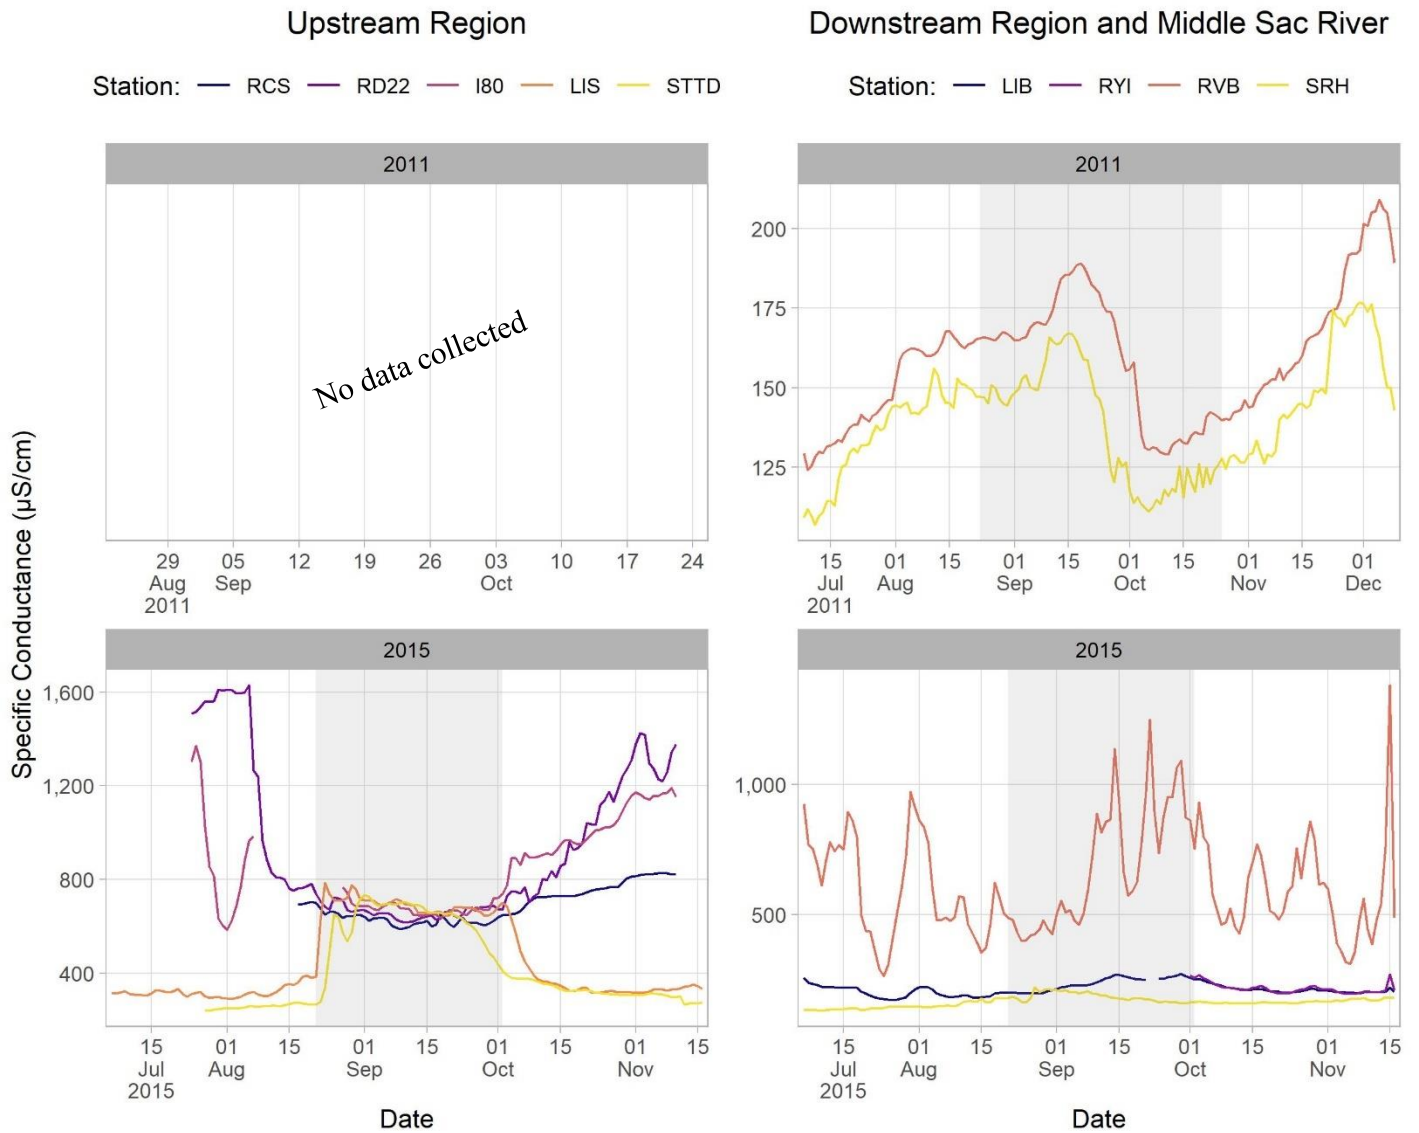 Upstream Region
Downstream Region and Middle Sac River
Station: RCS RD22 I80 LIS STTD
Station: LIB RYI RVB SRH
Specific Conductance (µS/cm)
2011
No data collected
29 05 12 19 26 03 10 17 24
Aug Sep Oct
2011
2011
200
175
150
125
15 01 15 01 15 01 15 01 15 01
Jul Aug Sep Oct Nov Dec
2011
2015
1,600
1,200
800
400
15 01 15 01 15 01 15 01 15
Jul Aug Sep Oct Nov
2015
Date
2015
1,000
500
15 01 15 01 15 01 15 01 15
Jul Aug Sep Oct Nov
2015
Date